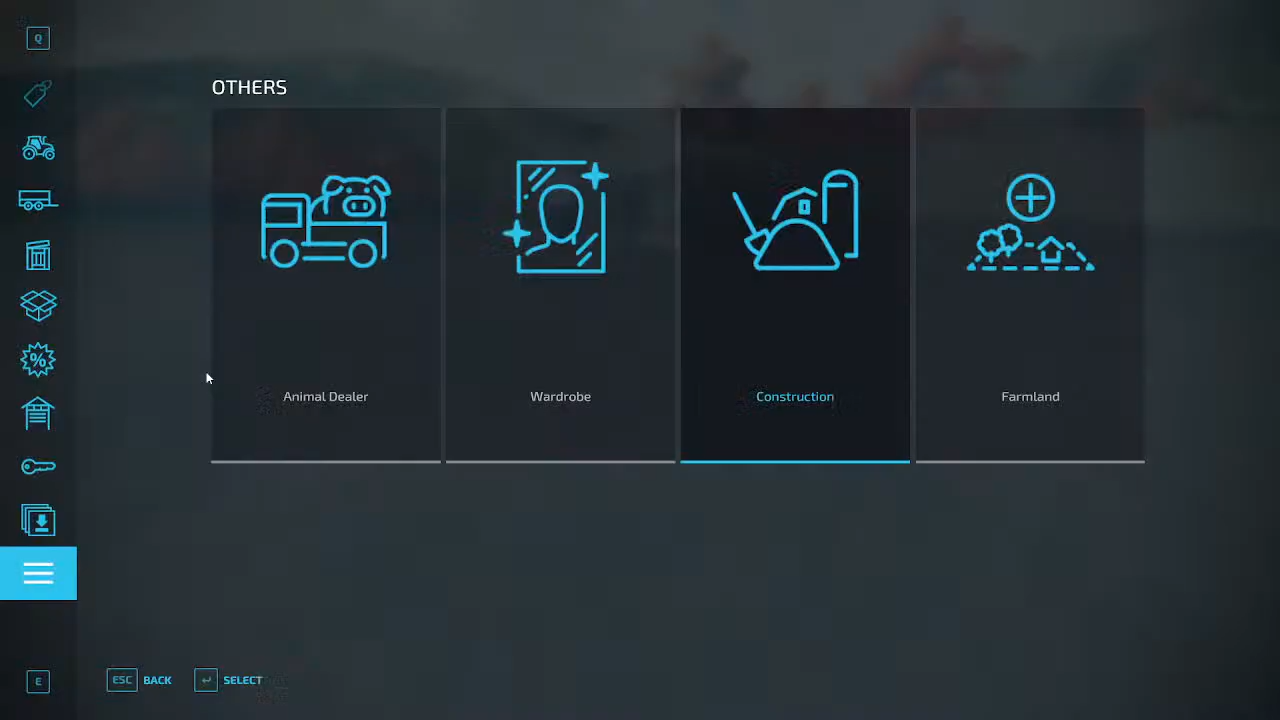 Q
OTHERS
%
Animal Dealer
Wardrobe
Construction
Farmland
E
ESC BACK
SELECT